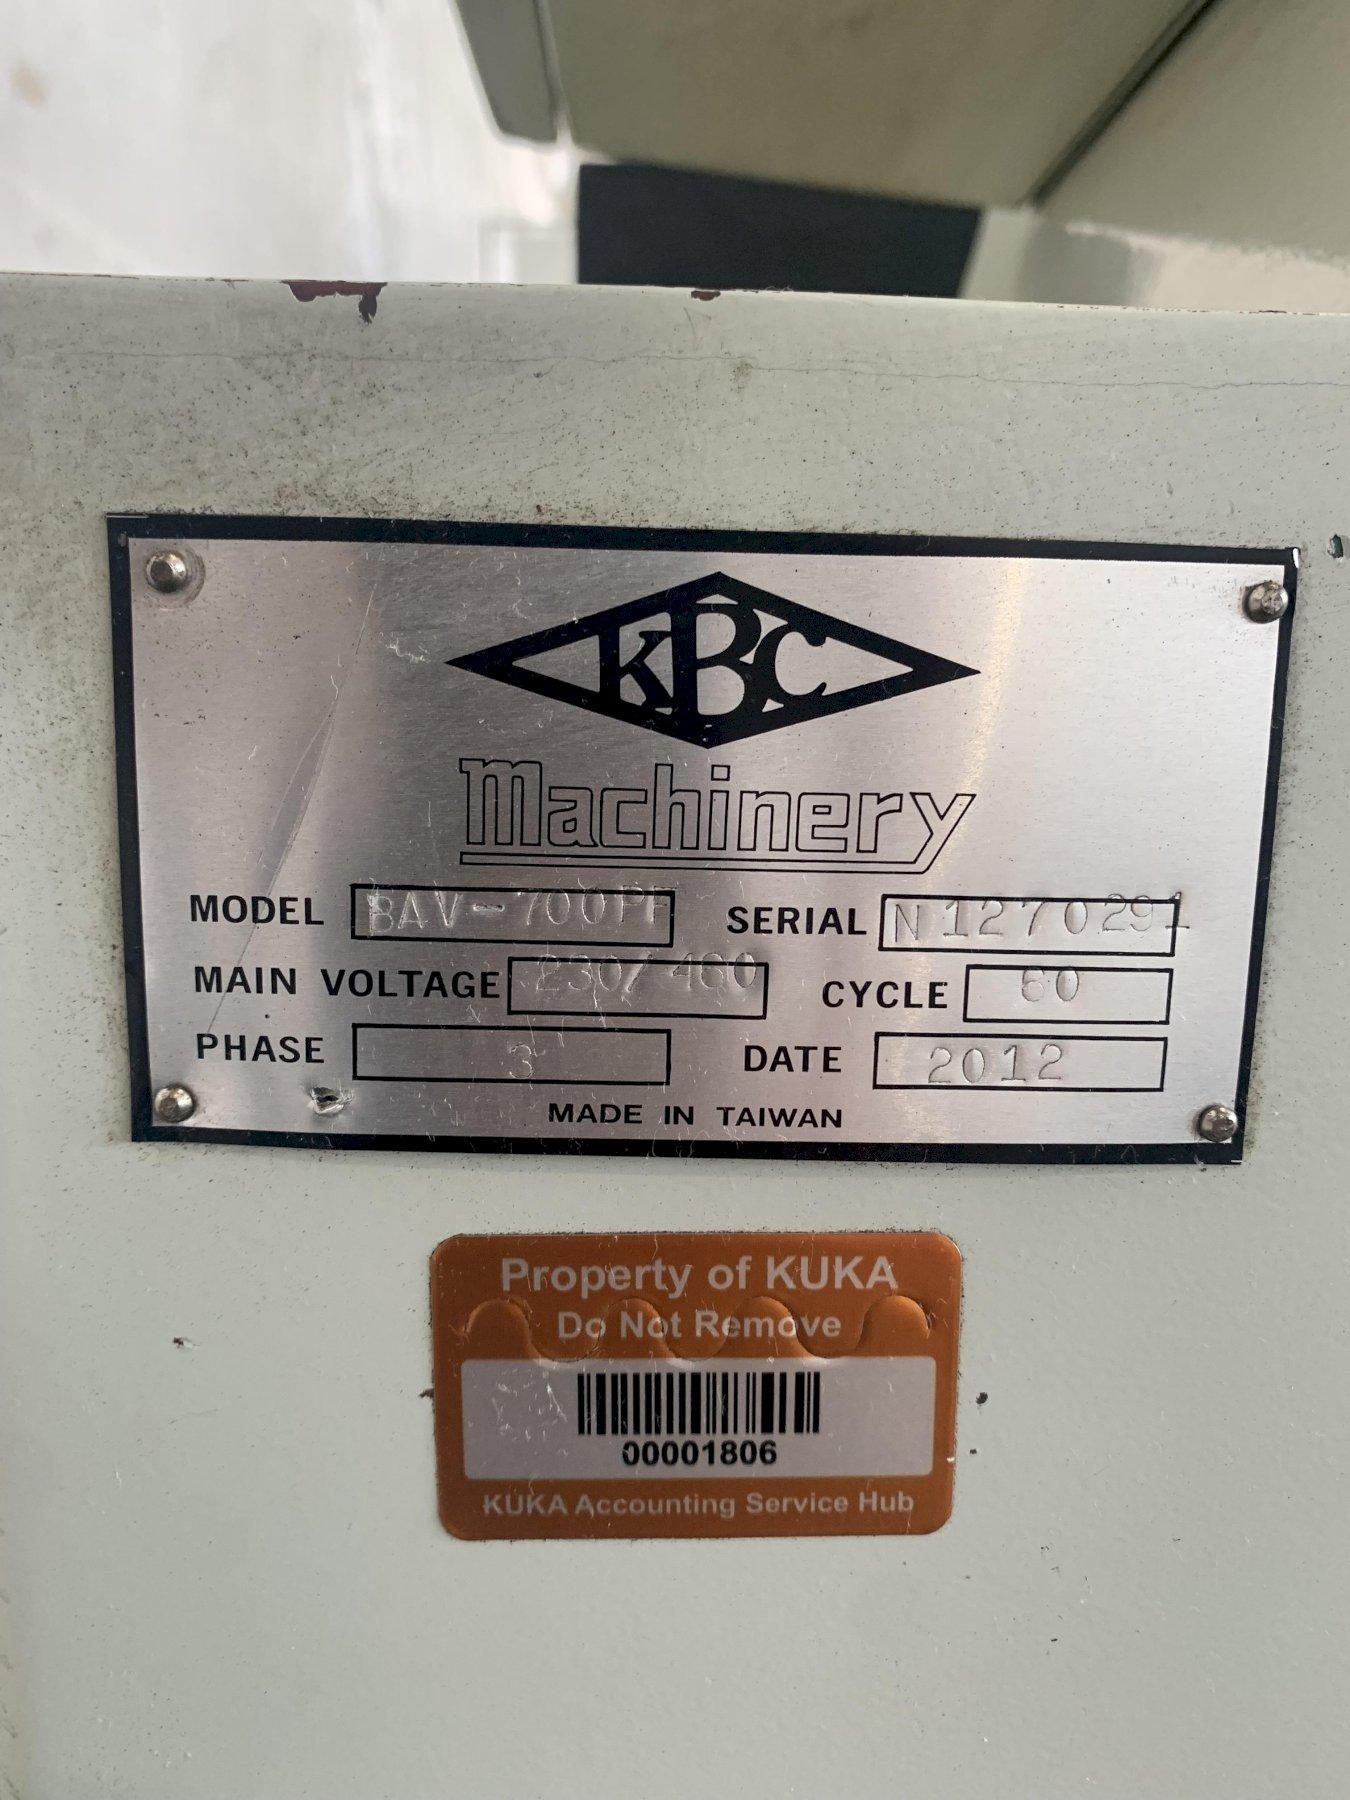 KBC
Machinery
MODEL BAV-700PF SERIAL N1270291
MAIN VOLTAGE 230/460 CYCLE 60
PHASE 3 DATE 2012
MADE IN TAIWAN
Property of KUKA
Do Not Remove
00001806
KUKA Accounting Service Hub